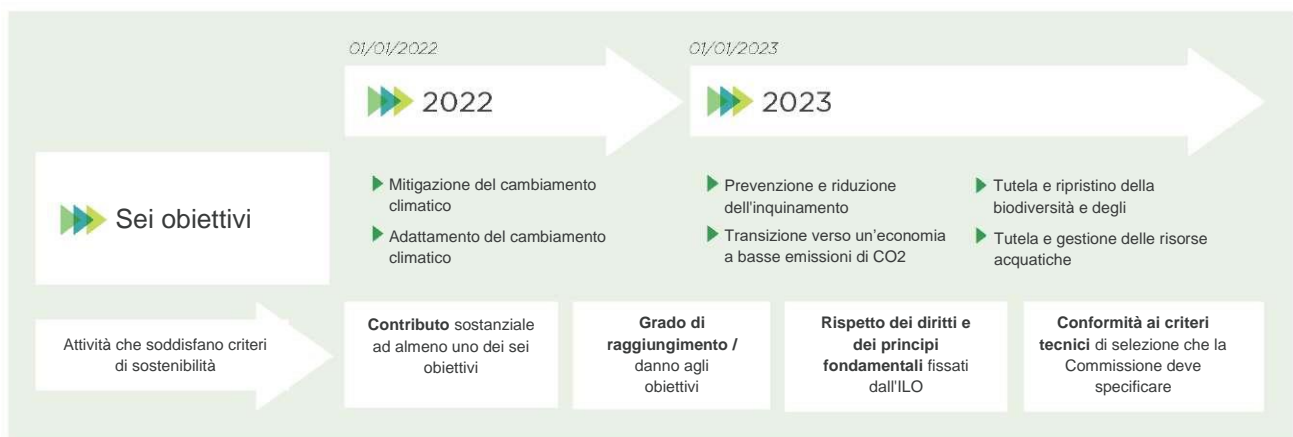 01/01/2022
01/01/2023
2022
2023
Sei obiettivi
Mitigazione del cambiamento
climatico
Adattamento del cambiamento
climatico
Prevenzione e riduzione
dell'inquinamento
Transizione verso un'economia
a basse emissioni di CO2
Tutela e ripristino della
biodiversità e degli
Tutela e gestione delle risorse
acquatiche
Attività che soddisfano criteri
di sostenibilità
Contributo sostanziale
ad almeno uno dei sei
obiettivi
Grado di
raggiungimento /
danno agli
obiettivi
Rispetto dei diritti e
dei principi
fondamentali fissati
dall'ILO
Conformità ai criteri
tecnici di selezione che la
Commissione deve
specificare